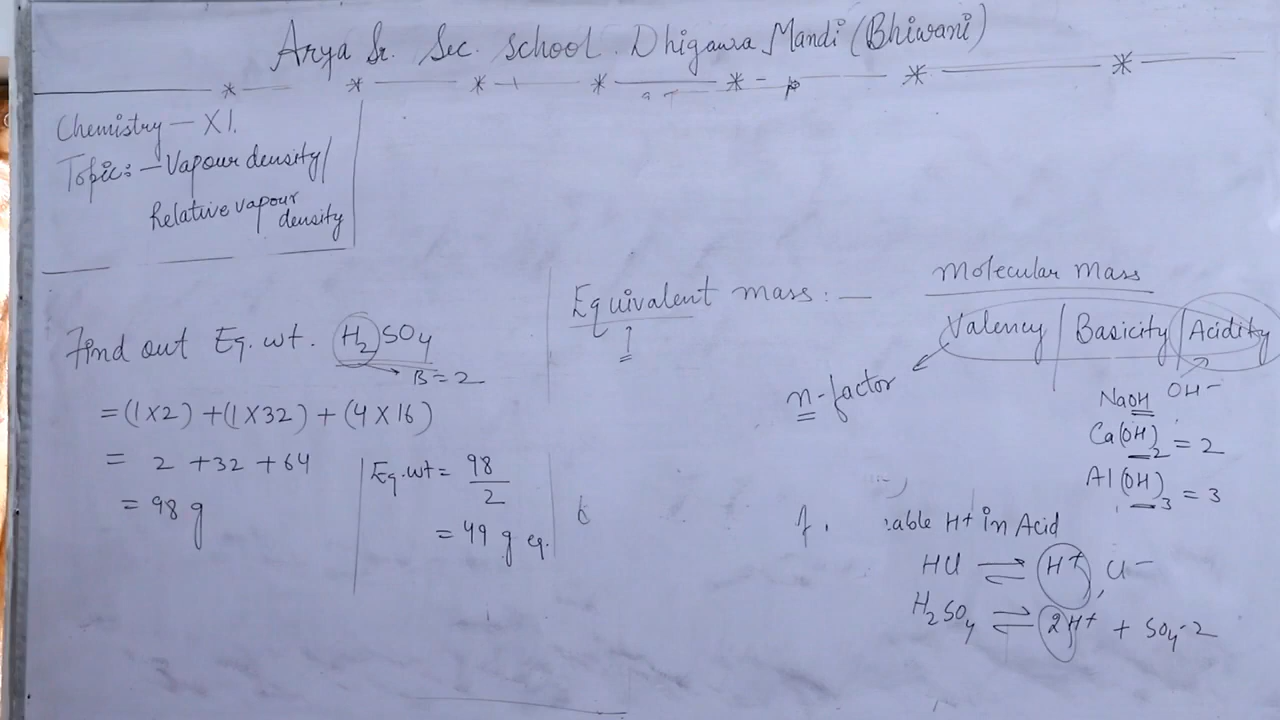 Arya Sr. Sec. School. Dhigawa Mandi (Bhiwani)
Chemistry - XI.
Topic: - Vapour density/
Relative vapour
density
Find out Eq. wt. H2SO4
B = 2
= (1×2) + (1×32) + (4×16)
= 2 + 32 + 64
= 98 g
Eq. wt = 98
2
= 49 g eq.
Equivalent mass : - Molecular mass
Valency / Basicity / Acidity
n-factor
NaOH OH-
Ca(OH)2 = 2
Al(OH)3 = 3
able H+ in Acid
HCl ⇌ H+, Cl-
H2SO4 ⇌ 2H+ + SO4-2